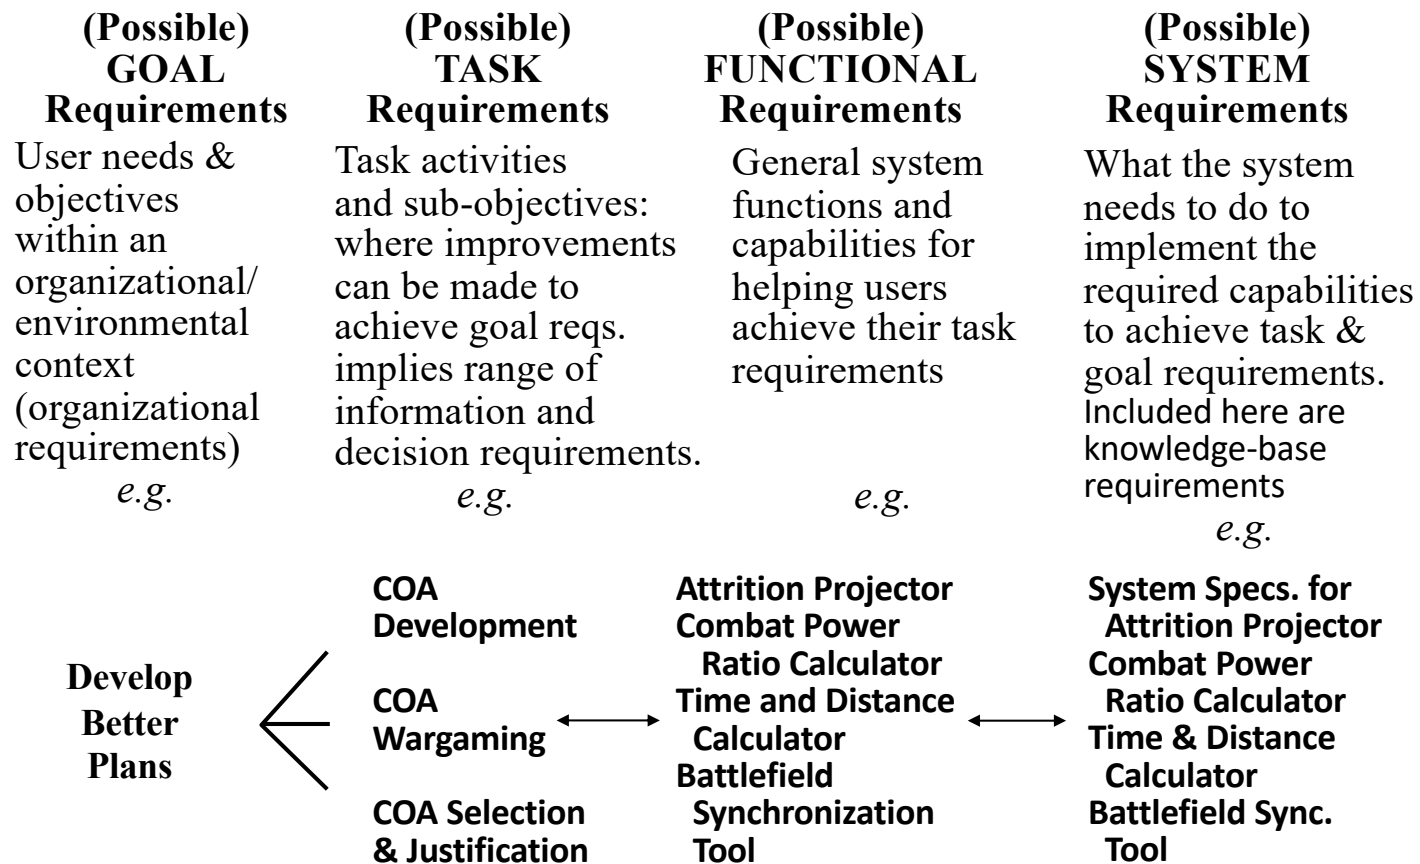 (Possible)
GOAL
Requirements
User needs &
objectives
within an
organizational/
environmental
context
(organizational
requirements)
e.g.
Develop
Better
Plans
(Possible)
TASK
Requirements
Task activities
and sub-objectives:
where improvements
can be made to
achieve goal reqs.
implies range of
information and
decision requirements.
e.g.
COA
Development
COA
Wargaming
COA Selection
& Justification
(Possible)
FUNCTIONAL
Requirements
General system
functions and
capabilities for
helping users
achieve their task
requirements
e.g.
Attrition Projector
Combat Power
Ratio Calculator
Time and Distance
Calculator
Battlefield
Synchronization
Tool
(Possible)
SYSTEM
Requirements
What the system
needs to do to
implement the
required capabilities
to achieve task &
goal requirements.
Included here are
knowledge-base
requirements
e.g.
System Specs. for
Attrition Projector
Combat Power
Ratio Calculator
Time & Distance
Calculator
Battlefield Sync.
Tool